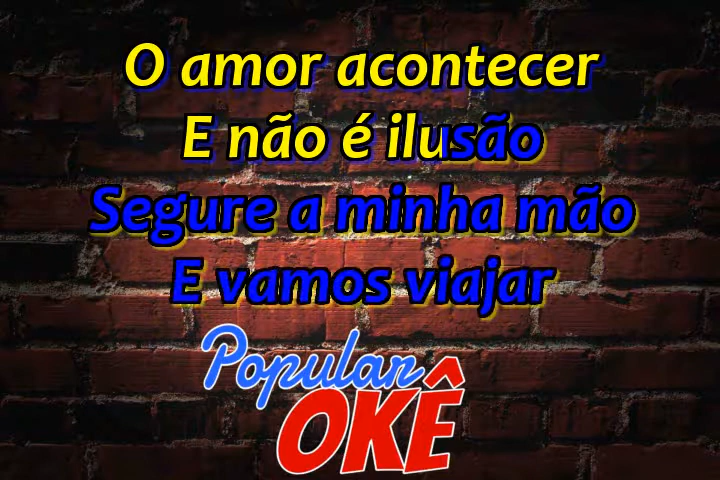 O amor acontecer
E não é ilusão
Segure a minha mão
E vamos viajar
Popular
OKÊ